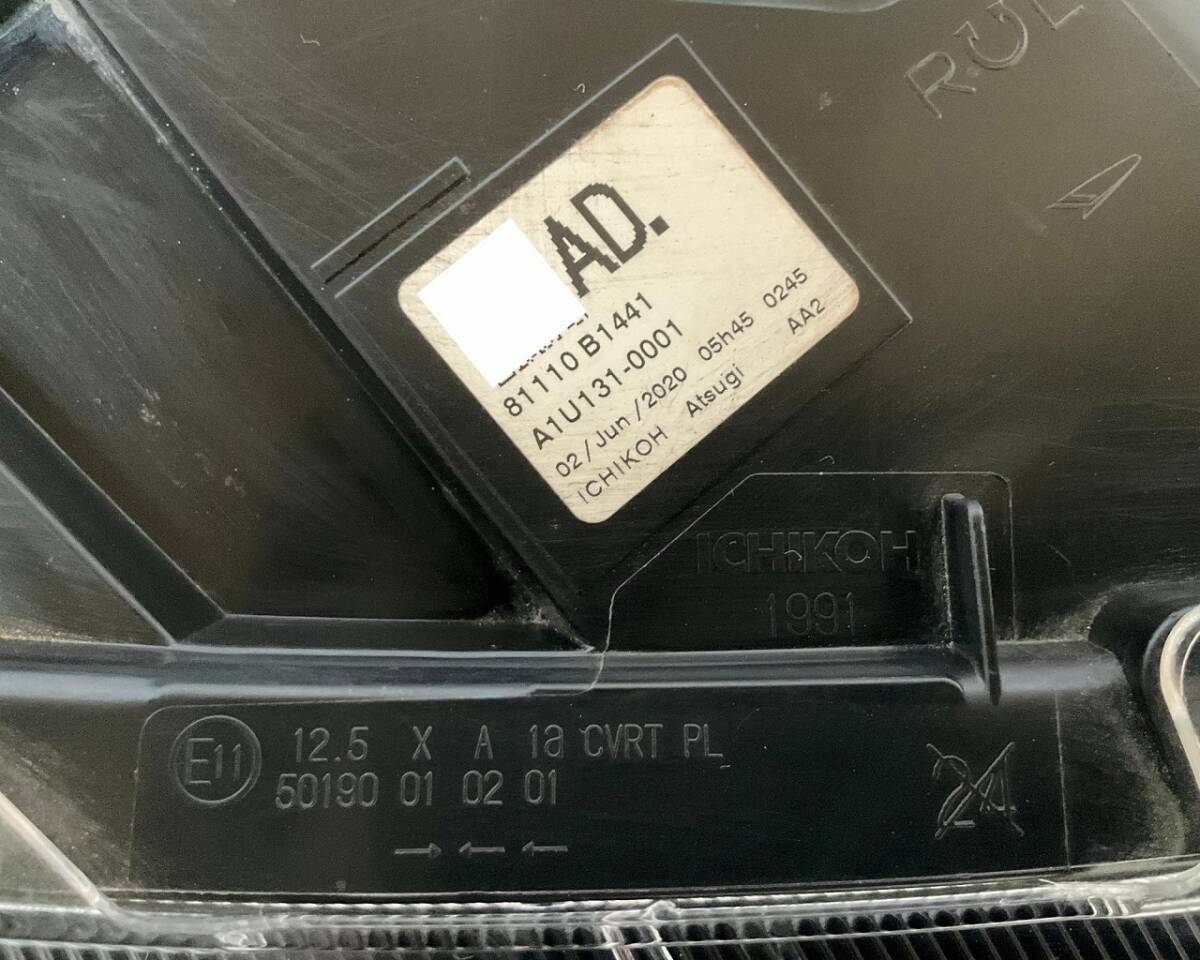 R
L
AD.
81110 B1441
A1U131-0001
02/Jun/2020 05h45 0245
ICHIKOH Atsugi AA2
ICHIKOH
1991
E11
12.5 X A 1a CVRT PL
50190 01 02 01
24